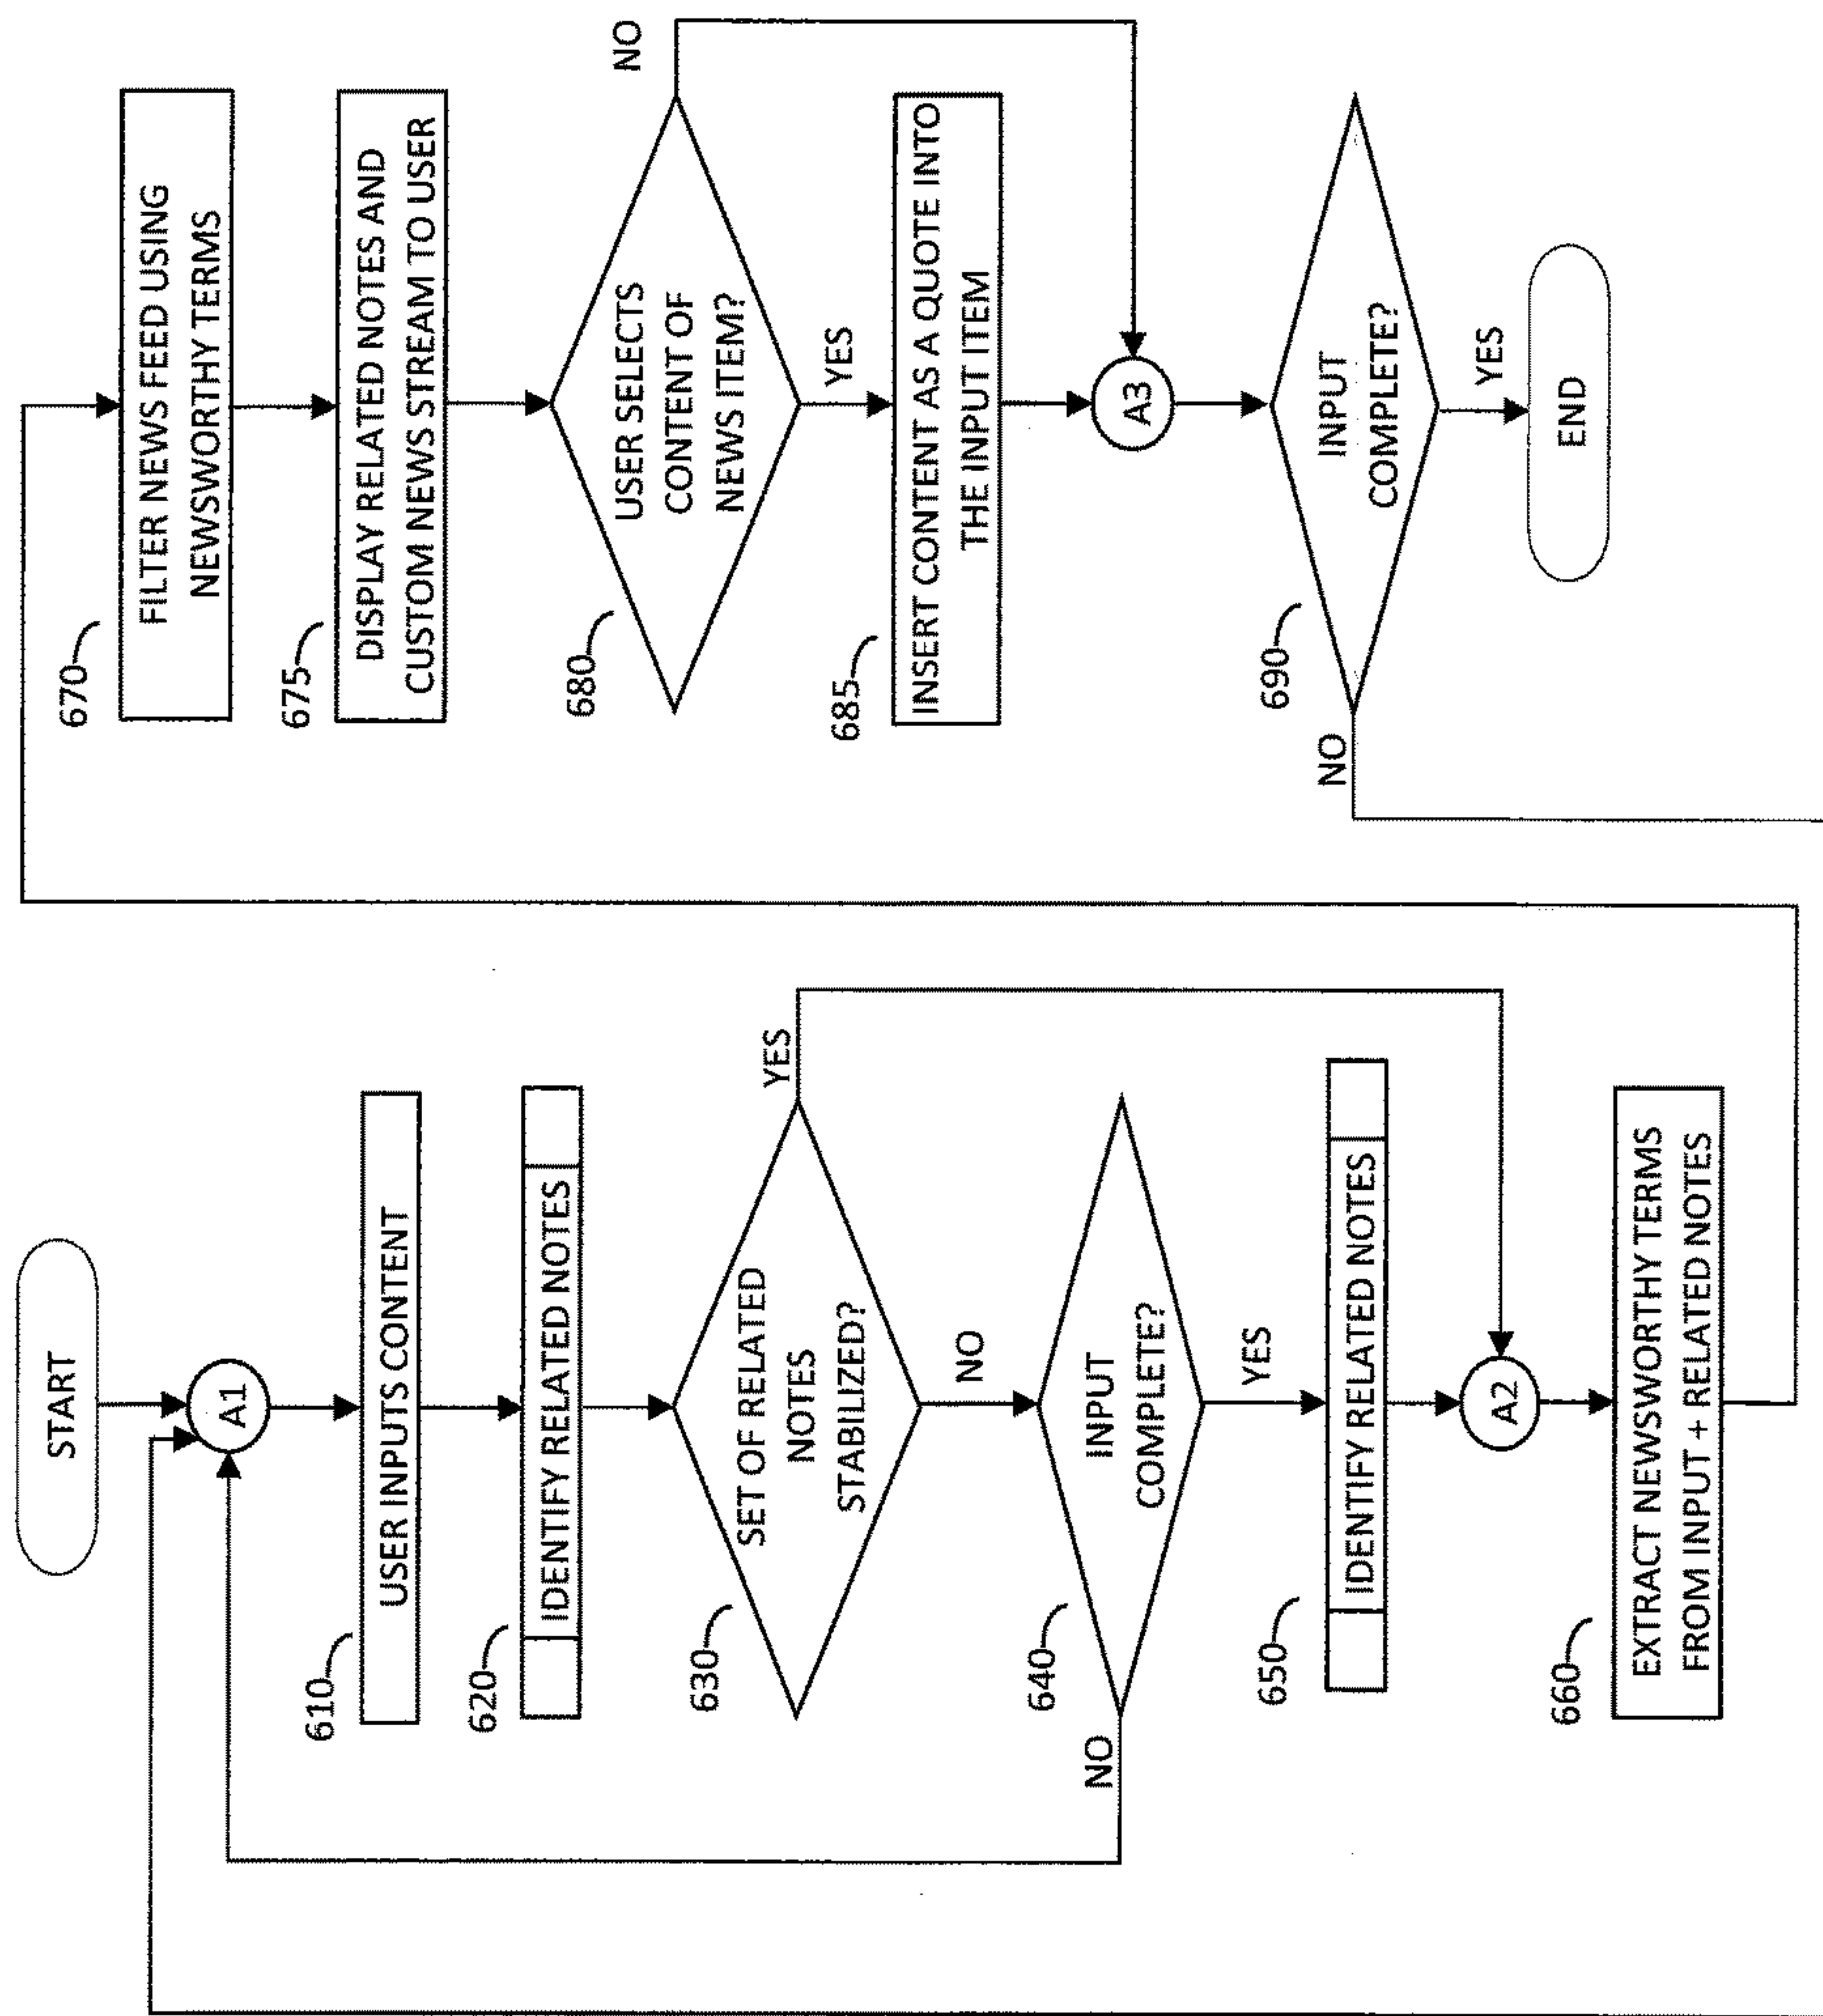 START
A1
610
USER INPUTS CONTENT
620
IDENTIFY RELATED NOTES
630
SET OF RELATED
NOTES
STABILIZED?
YES
NO
640
INPUT
COMPLETE?
NO
YES
650
IDENTIFY RELATED NOTES
A2
660
EXTRACT NEWSWORTHY TERMS
FROM INPUT + RELATED NOTES
670
FILTER NEWS FEED USING
NEWSWORTHY TERMS
675
DISPLAY RELATED NOTES AND
CUSTOM NEWS STREAM TO USER
680
USER SELECTS
CONTENT OF
NEWS ITEM?
NO
YES
685
INSERT CONTENT AS A QUOTE INTO
THE INPUT ITEM
A3
690
INPUT
COMPLETE?
NO
YES
END